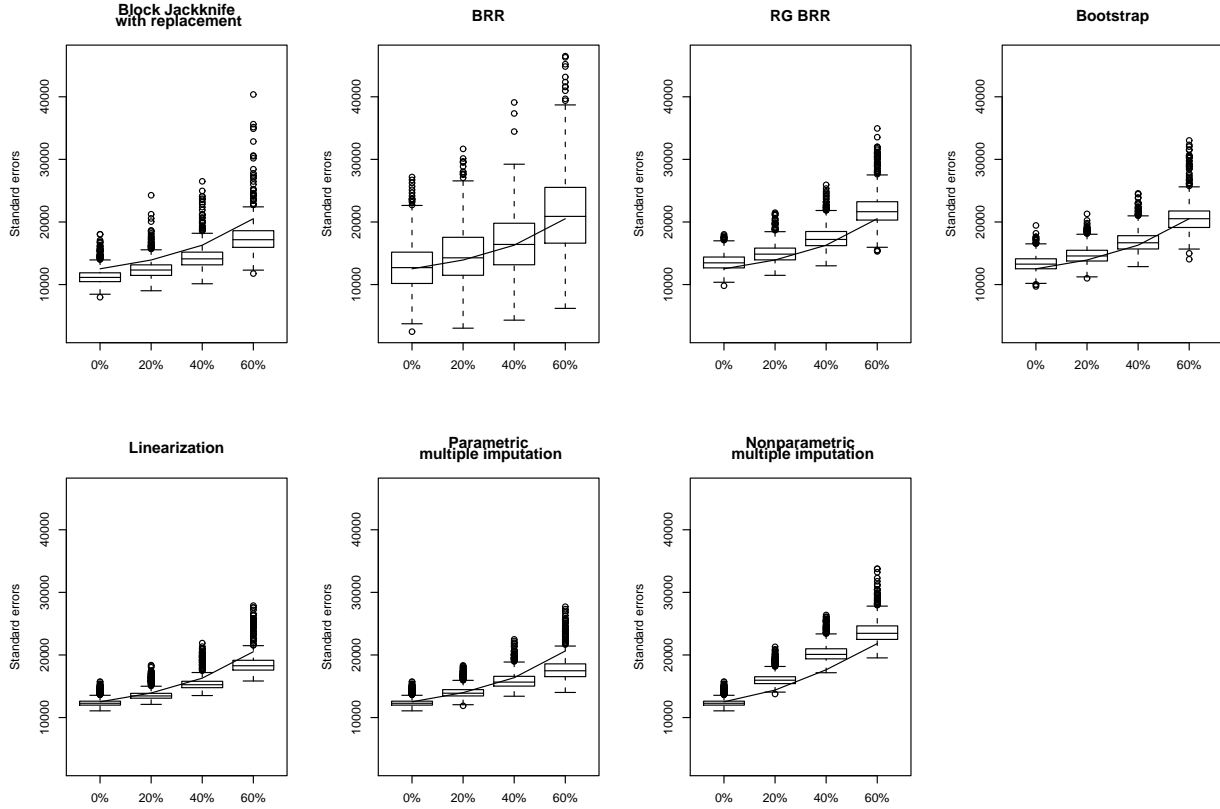 Block Jackknife
with replacement
Standard errors
10000
20000
30000
40000
0% 20% 40% 60%
BRR
Standard errors
10000
20000
30000
40000
0% 20% 40% 60%
RG BRR
Standard errors
10000
20000
30000
40000
0% 20% 40% 60%
Bootstrap
Standard errors
10000
20000
30000
40000
0% 20% 40% 60%
Linearization
Standard errors
10000
20000
30000
40000
0% 20% 40% 60%
Parametric
multiple imputation
Standard errors
10000
20000
30000
40000
0% 20% 40% 60%
Nonparametric
multiple imputation
Standard errors
10000
20000
30000
40000
0% 20% 40% 60%